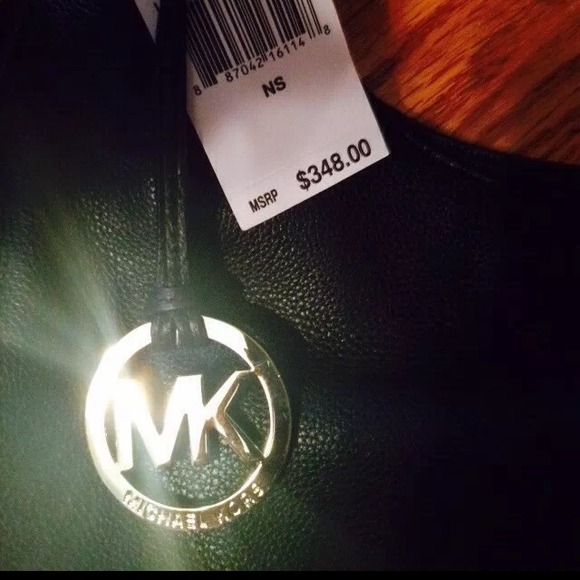 8 87042 16114 8
NS
MSRP $348.00
MK
MICHAEL KORS